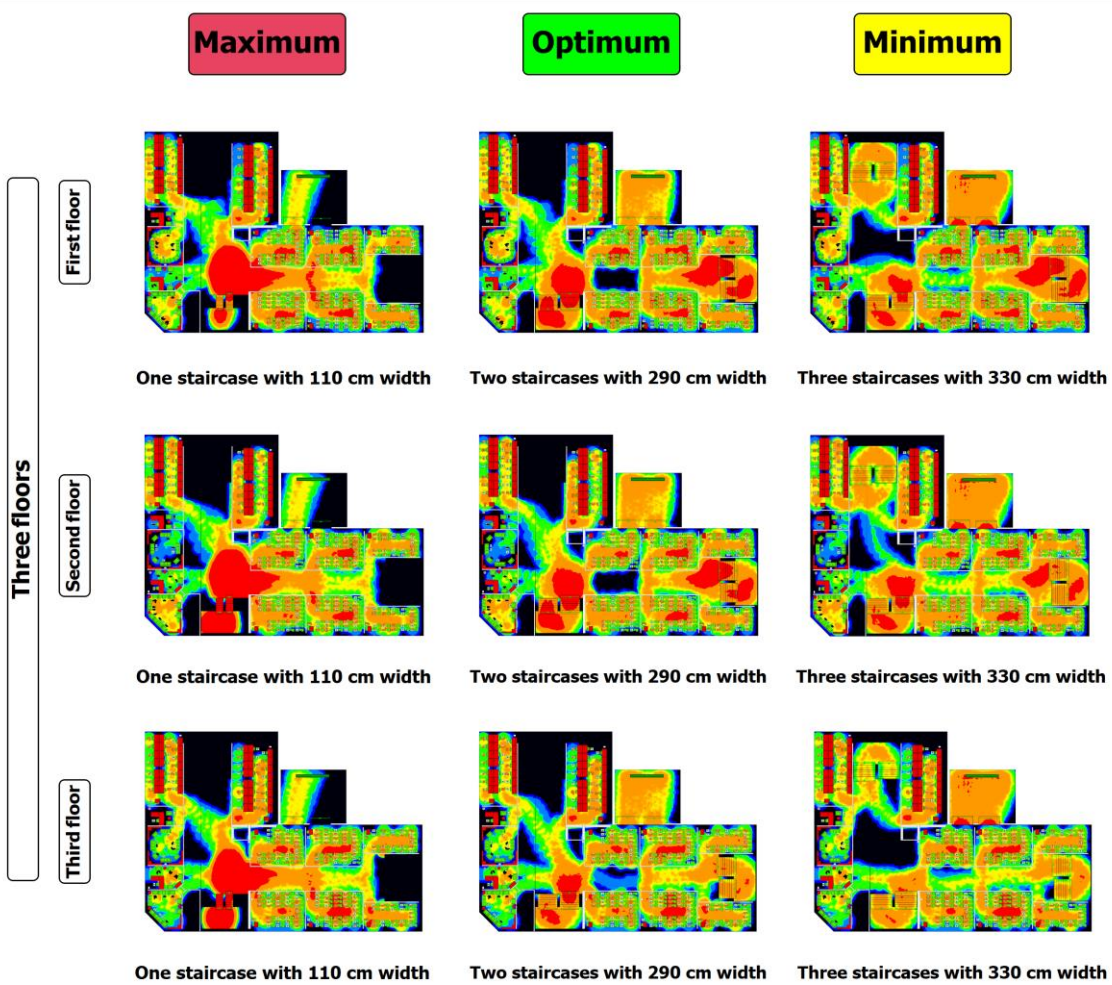 Maximum
Optimum
Minimum
Three floors
First floor
One staircase with 110 cm width
Two staircases with 290 cm width
Three staircases with 330 cm width
Second floor
One staircase with 110 cm width
Two staircases with 290 cm width
Three staircases with 330 cm width
Third floor
One staircase with 110 cm width
Two staircases with 290 cm width
Three staircases with 330 cm width